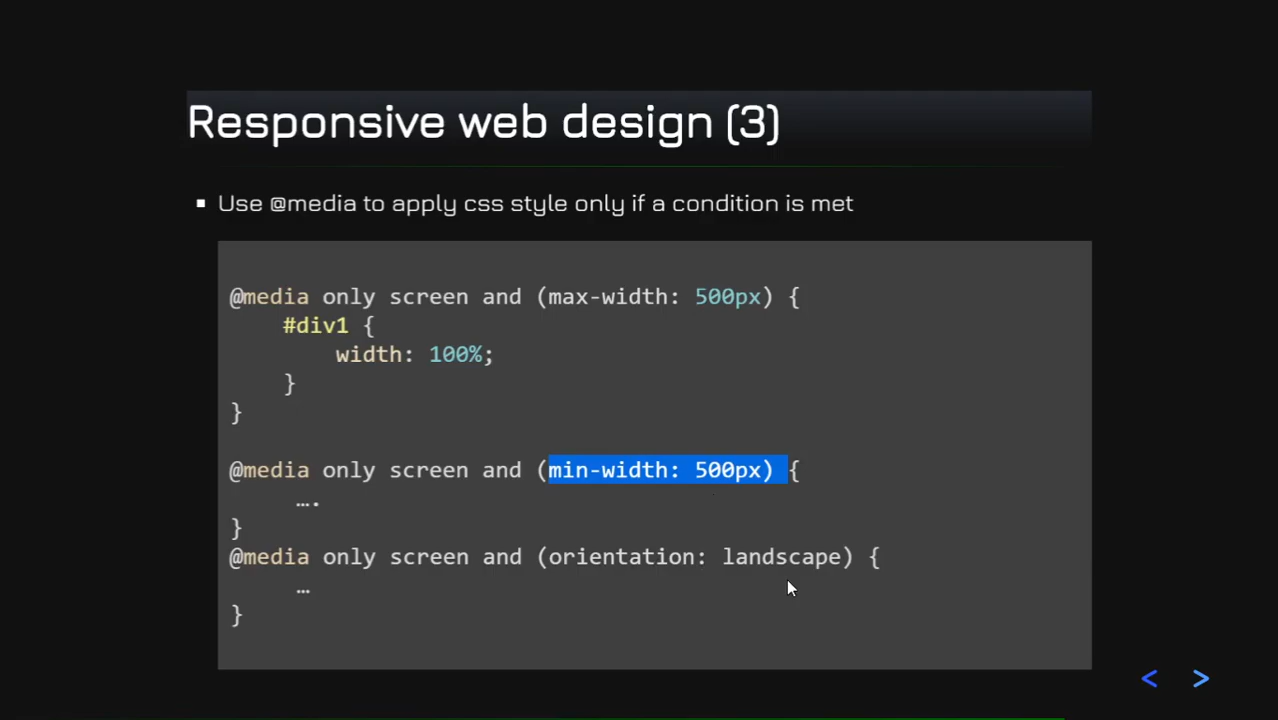 Responsive web design (3)
▪ Use @media to apply css style only if a condition is met
@media only screen and (max-width: 500px) {
#div1 {
width: 100%;
}
}
@media only screen and (min-width: 500px) {
….
}
@media only screen and (orientation: landscape) {
…
}
< >